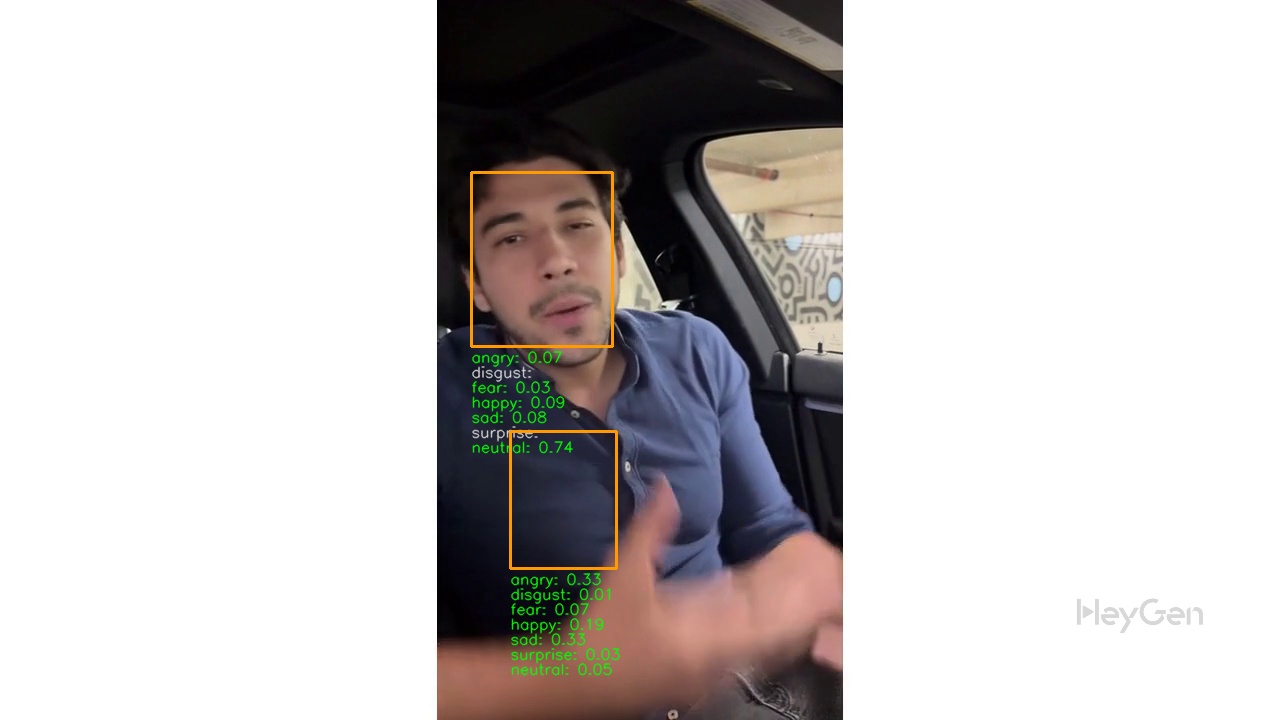 angry: 0.07
disgust:
fear: 0.03
happy: 0.09
sad: 0.08
surprise:
neutral: 0.74
angry: 0.33
disgust: 0.01
fear: 0.07
happy: 0.19
sad: 0.33
surprise: 0.03
neutral: 0.05
HeyGen